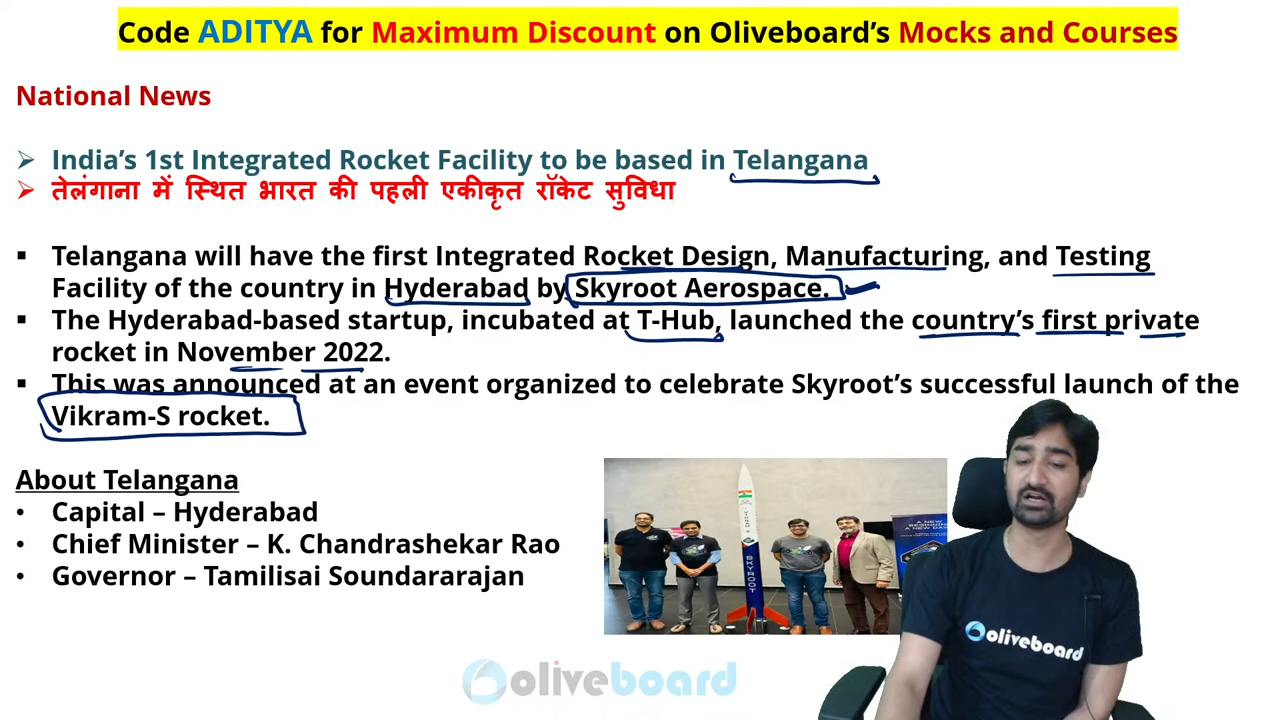 Code ADITYA for Maximum Discount on Oliveboard's Mocks and Courses
National News
India's 1st Integrated Rocket Facility to be based in Telangana
तेलंगाना में स्थित भारत की पहली एकीकृत रॉकेट सुविधा
Telangana will have the first Integrated Rocket Design, Manufacturing, and Testing
Facility of the country in Hyderabad by Skyroot Aerospace.
The Hyderabad-based startup, incubated at T-Hub, launched the country's first private
rocket in November 2022.
This was announced at an event organized to celebrate Skyroot's successful launch of the
Vikram-S rocket.
About Telangana
• Capital – Hyderabad
• Chief Minister – K. Chandrashekar Rao
• Governor – Tamilisai Soundararajan
A NEW
A NEW DAW
SKYROOT
oliveboard
oliveboard